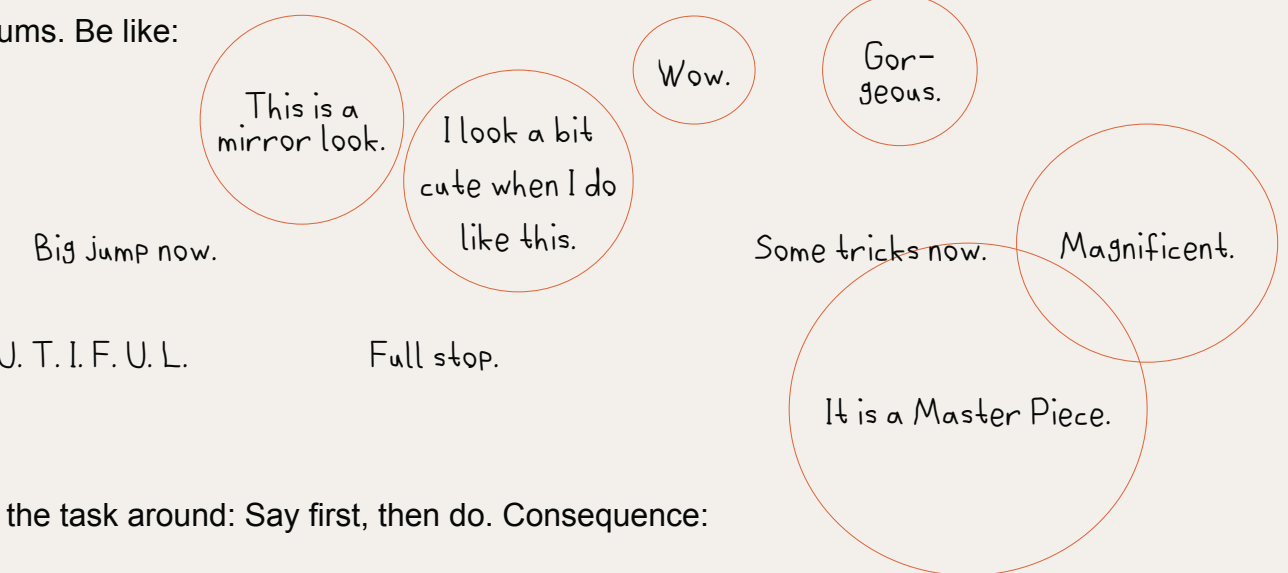 ums. Be like:
This is a
mirror look.
I look a bit
cute when I do
like this.
Wow.
Gor-
geous.
Big jump now.
Some tricks now.
Magnificent.
U. T. I. F. U. L.
Full stop.
It is a Master Piece.
the task around: Say first, then do. Consequence: